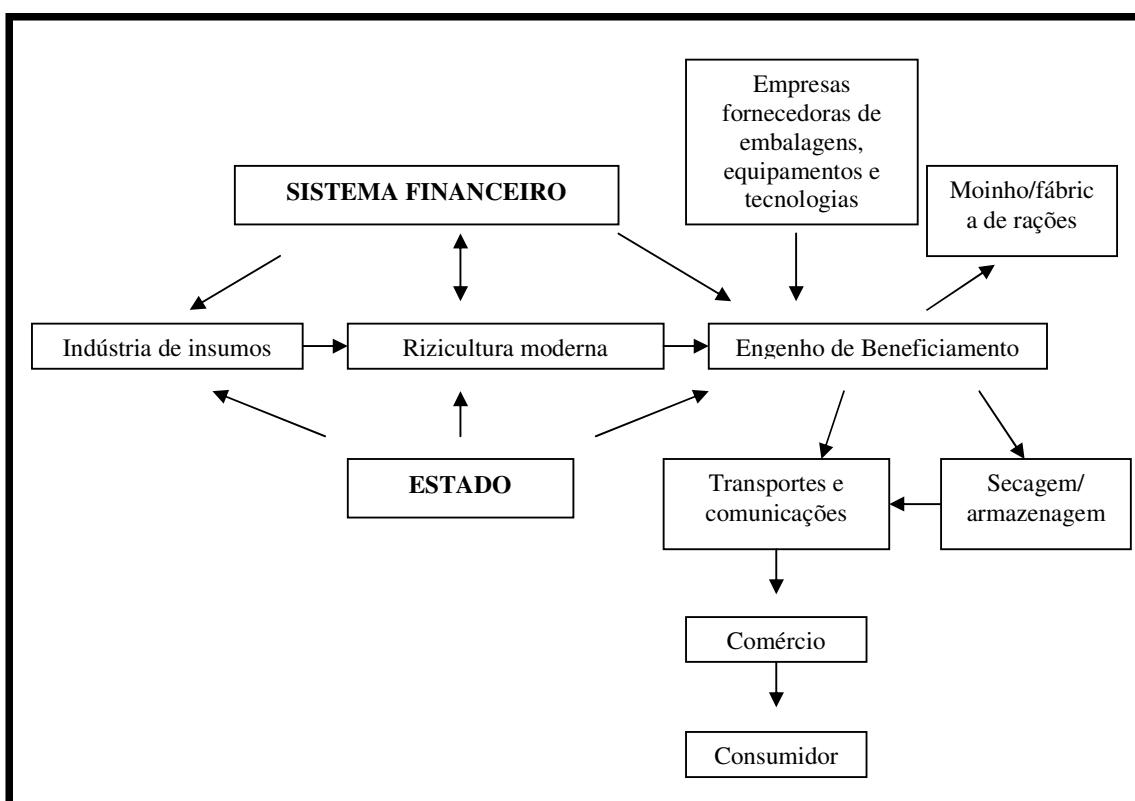 Empresas
fornecedoras de
embalagens,
equipamentos e
tecnologias
SISTEMA FINANCEIRO
Moinho/fábric
a de rações
Indústria de insumos
Rizicultura moderna
Engenho de Beneficiamento
ESTADO
Transportes e
comunicações
Secagem/
armazenagem
Comércio
Consumidor